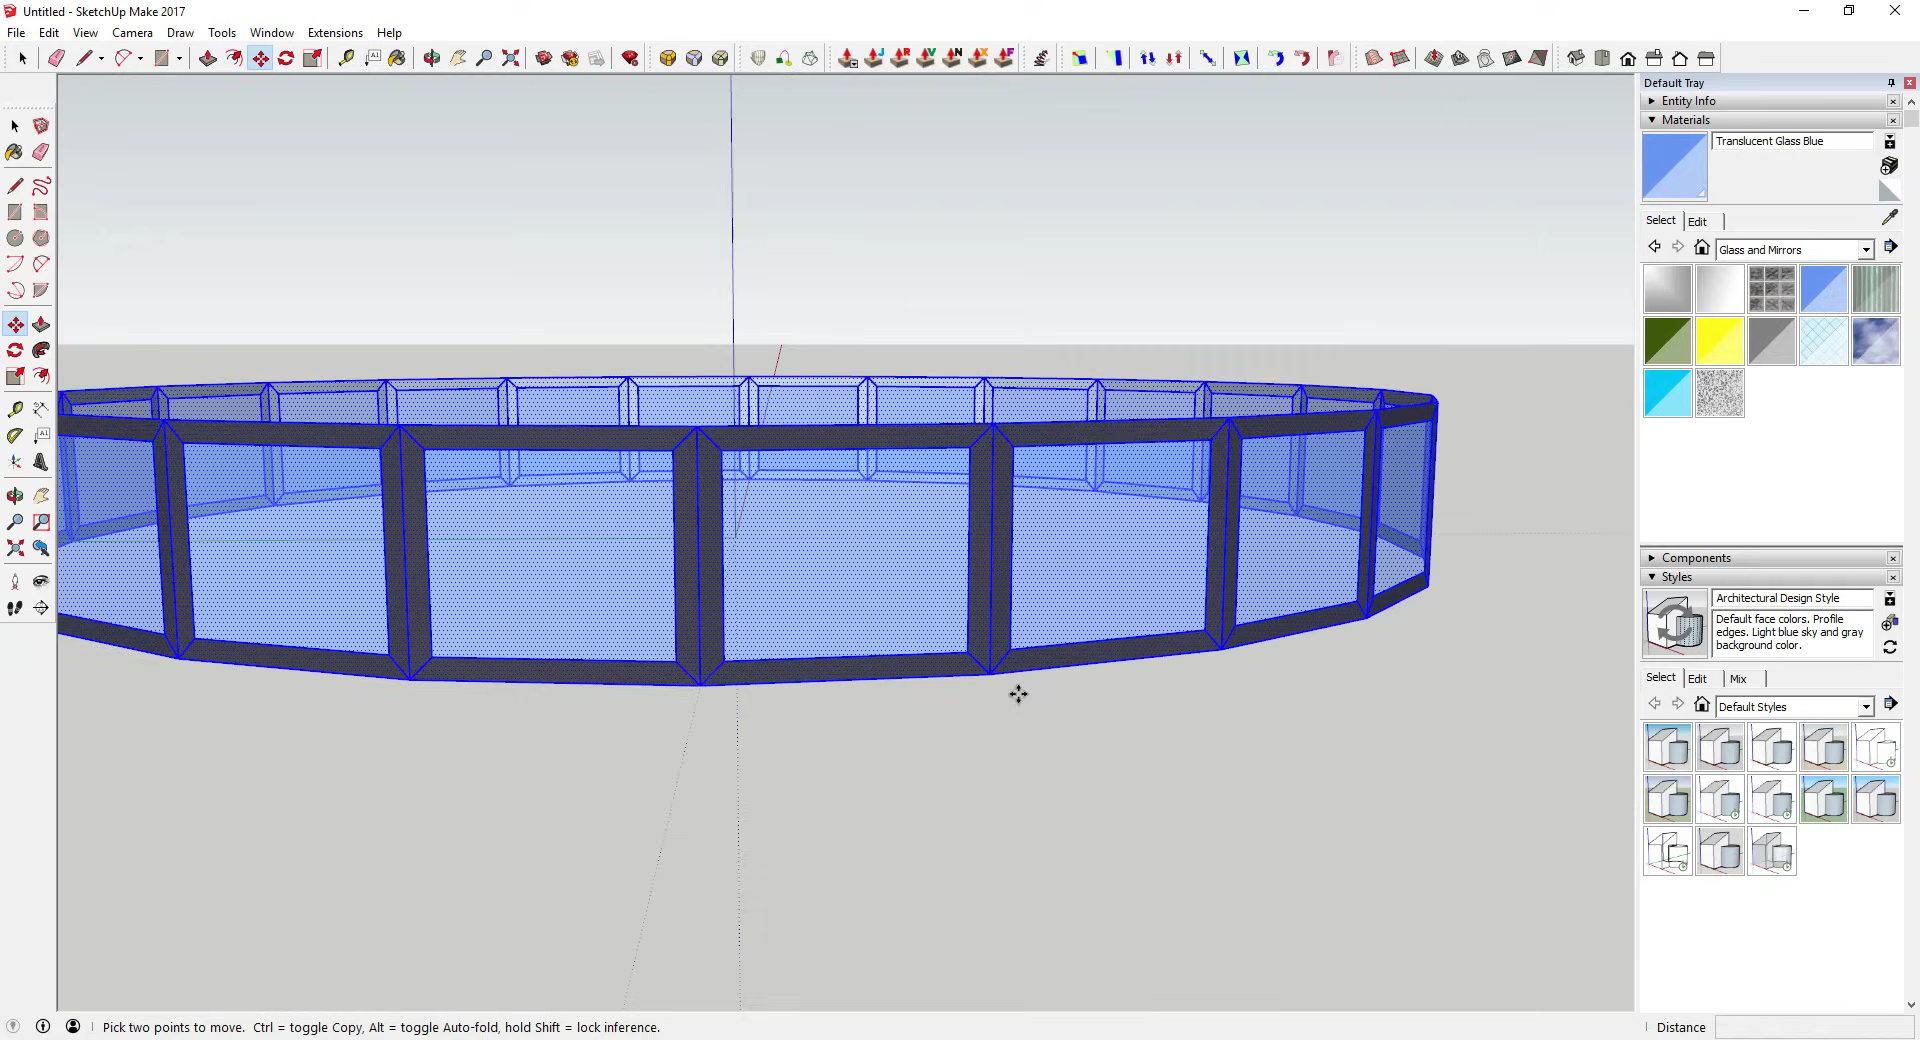 Untitled - SketchUp Make 2017
File Edit View Camera Draw Tools Window Extensions Help
Default Tray
Entity Info
Materials
Translucent Glass Blue
Select Edit
Glass and Mirrors
Components
Styles
Architectural Design Style
Default face colors. Profile
edges. Light blue sky and gray
background color.
Select Edit Mix
Default Styles
Pick two points to move. Ctrl = toggle Copy, Alt = toggle Auto-fold, hold Shift = lock inference.
Distance